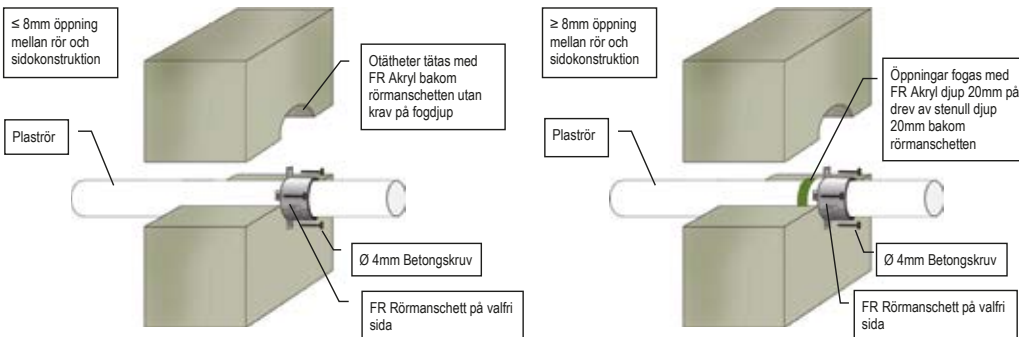 ≤ 8mm öppning
mellan rör och
sidokonstruktion
Otätheter tätas med
FR Akryl bakom
rörmanschetten utan
krav på fogdjup
Plaströr
Ø 4mm Betongskruv
FR Rörmanschett på valfri
sida
≥ 8mm öppning
mellan rör och
sidokonstruktion
Öppningar fogas med
FR Akryl djup 20mm på
drev av stenull djup
20mm bakom
rörmanschetten
Plaströr
Ø 4mm Betongskruv
FR Rörmanschett på valfri
sida